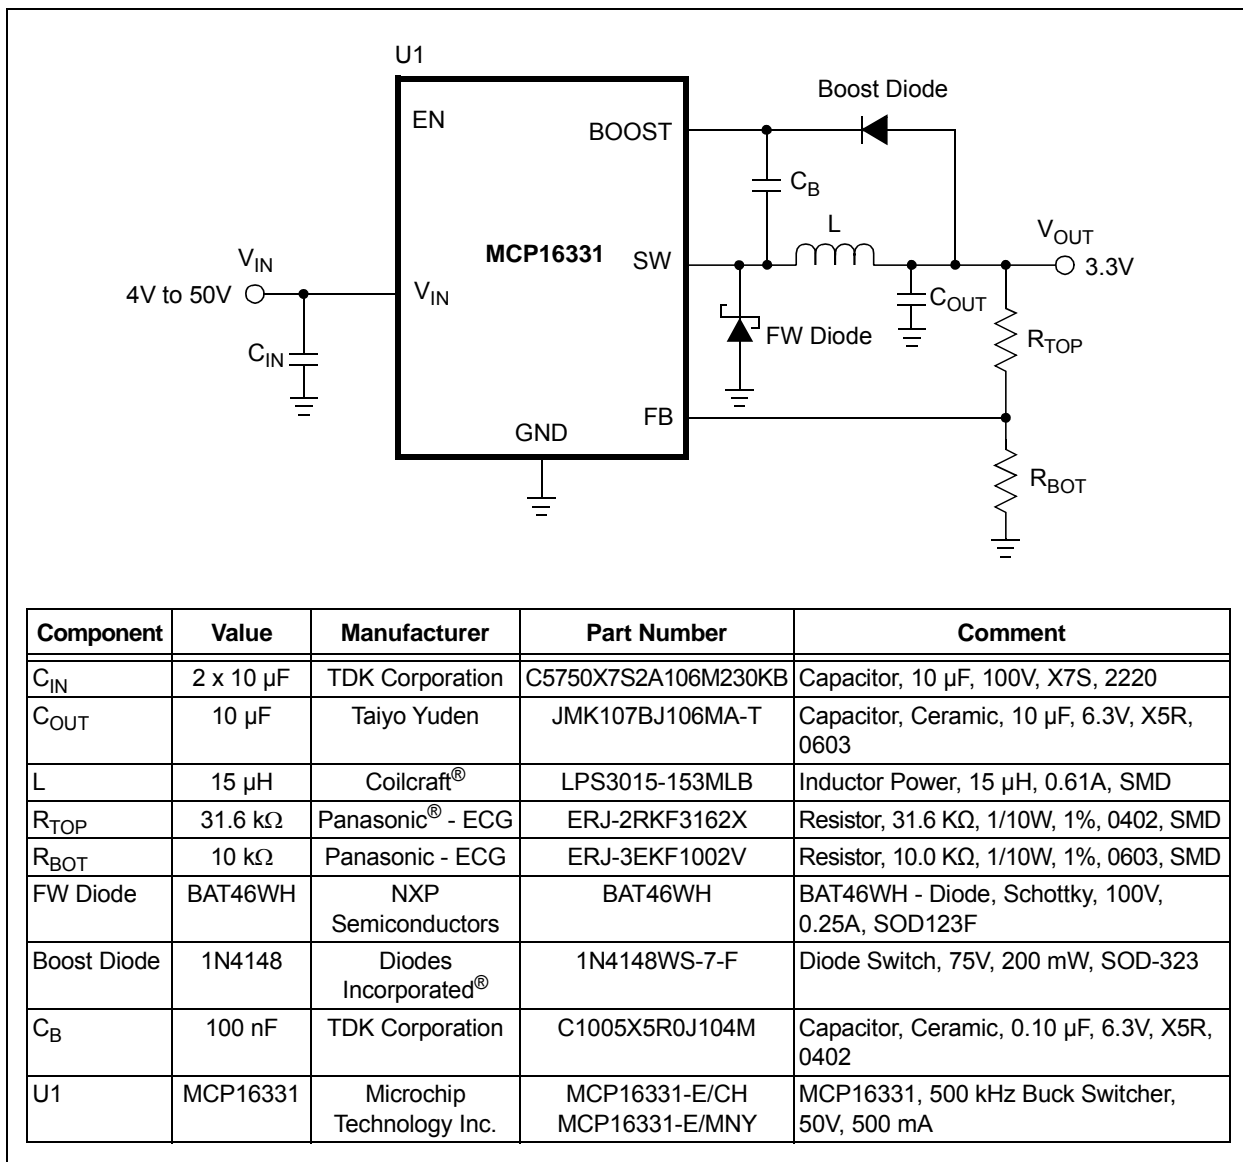 U1
Boost Diode
EN
BOOST
C_B
L
V_OUT
V_IN
MCP16331
SW
3.3V
4V to 50V
V_IN
C_OUT
C_IN
FW Diode
R_TOP
FB
GND
R_BOT
Component Value Manufacturer Part Number Comment
C_IN 2 x 10 µF TDK Corporation C5750X7S2A106M230KB Capacitor, 10 µF, 100V, X7S, 2220
C_OUT 10 µF Taiyo Yuden JMK107BJ106MA-T Capacitor, Ceramic, 10 µF, 6.3V, X5R,
0603
L 15 µH Coilcraft® LPS3015-153MLB Inductor Power, 15 µH, 0.61A, SMD
R_TOP 31.6 kΩ Panasonic® - ECG ERJ-2RKF3162X Resistor, 31.6 KΩ, 1/10W, 1%, 0402, SMD
R_BOT 10 kΩ Panasonic - ECG ERJ-3EKF1002V Resistor, 10.0 KΩ, 1/10W, 1%, 0603, SMD
FW Diode BAT46WH NXP BAT46WH BAT46WH - Diode, Schottky, 100V,
Semiconductors 0.25A, SOD123F
Boost Diode 1N4148 Diodes 1N4148WS-7-F Diode Switch, 75V, 200 mW, SOD-323
Incorporated®
C_B 100 nF TDK Corporation C1005X5R0J104M Capacitor, Ceramic, 0.10 µF, 6.3V, X5R,
0402
U1 MCP16331 Microchip MCP16331-E/CH MCP16331, 500 kHz Buck Switcher,
Technology Inc. MCP16331-E/MNY 50V, 500 mA